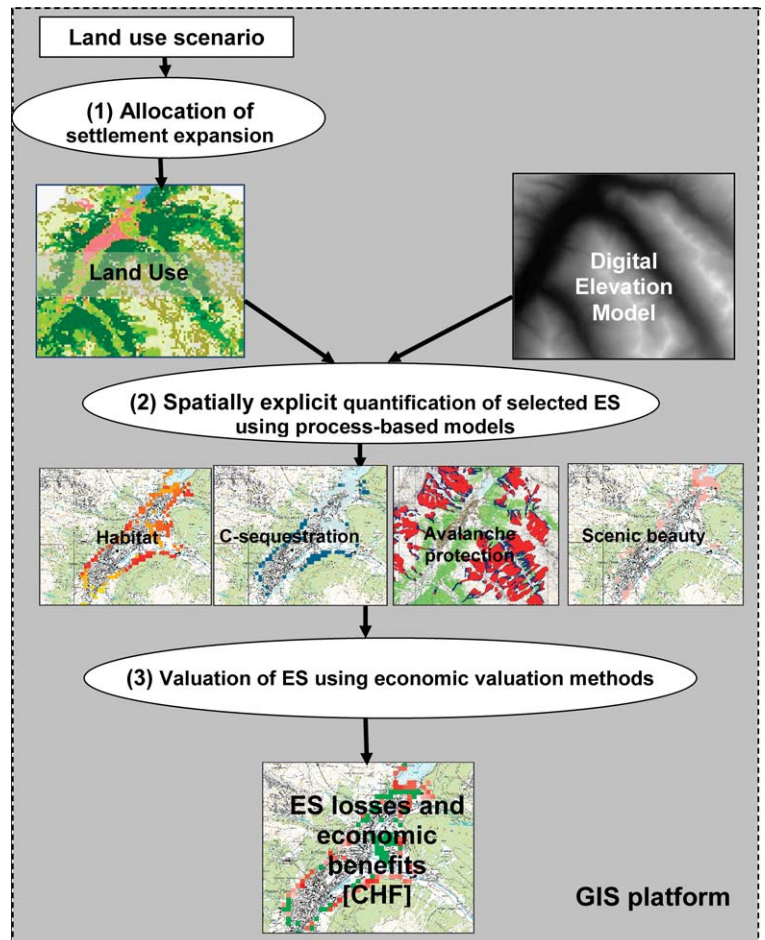 Land use scenario
(1) Allocation of
settlement expansion
Land Use
Digital
Elevation
Model
(2) Spatially explicit quantification of selected ES
using process-based models
Habitat
C-sequestration
Avalanche
protection
Scenic beauty
(3) Valuation of ES using economic valuation methods
ES losses and
economic
benefits
[CHF]
GIS platform